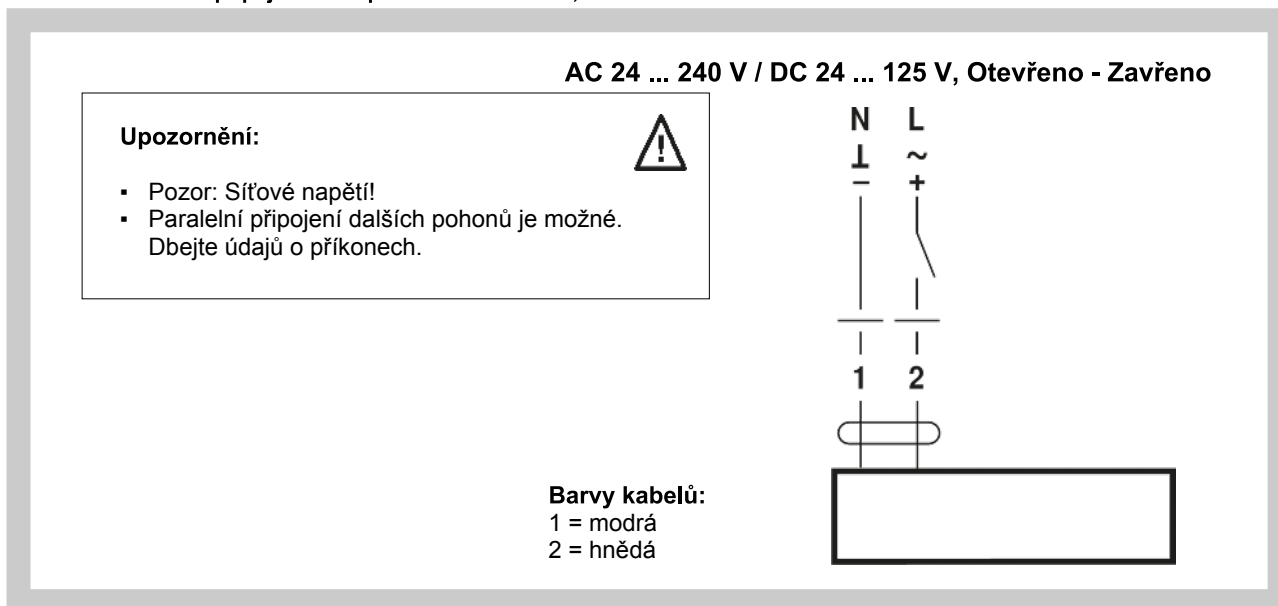 AC 24 ... 240 V / DC 24 ... 125 V, Otevřeno - Zavřeno
Upozornění:
▪ Pozor: Síťové napětí!
▪ Paralelní připojení dalších pohonů je možné.
Dbejte údajů o příkonech.
N L
⊥ ~
– +
1 2
Barvy kabelů:
1 = modrá
2 = hnědá